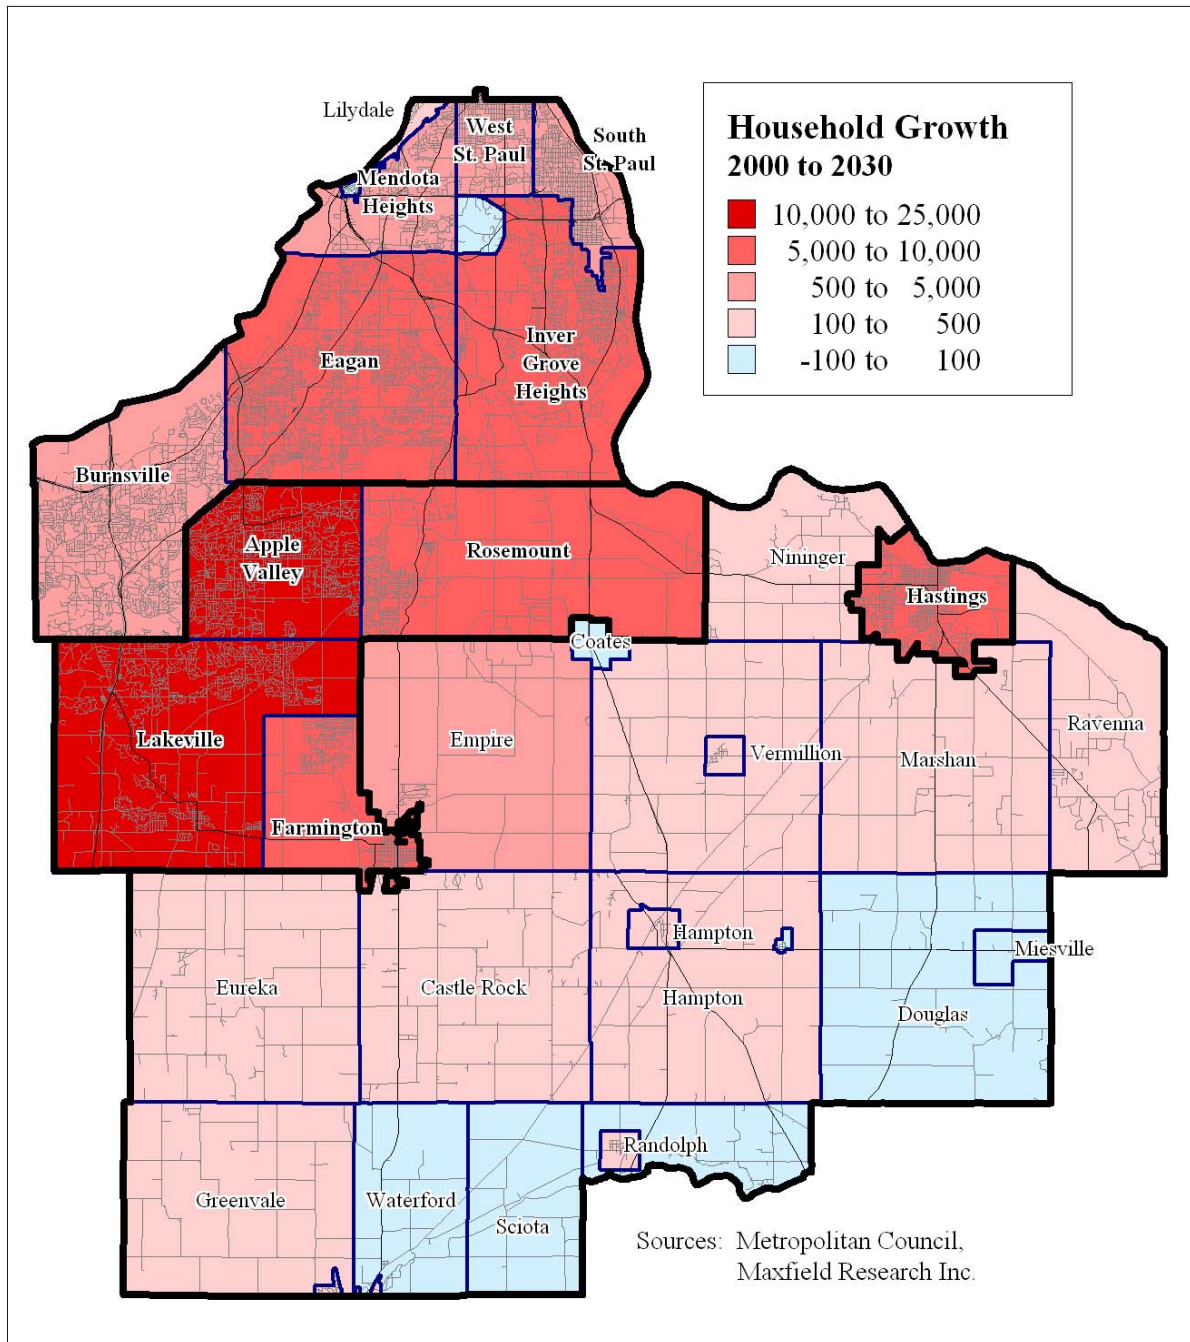 Household Growth
2000 to 2030
10,000 to 25,000
5,000 to 10,000
500 to 5,000
100 to 500
-100 to 100
Lilydale
West
St. Paul
South
St. Paul
Mendota
Heights
Eagan
Inver
Grove
Heights
Burnsville
Apple
Valley
Rosemount
Nininger
Hastings
Coates
Lakeville
Empire
Vermillion
Marshan
Ravenna
Farmington
Hampton
Miesville
Eureka
Castle Rock
Hampton
Douglas
Randolph
Greenvale
Waterford
Sciota
Sources: Metropolitan Council,
Maxfield Research Inc.